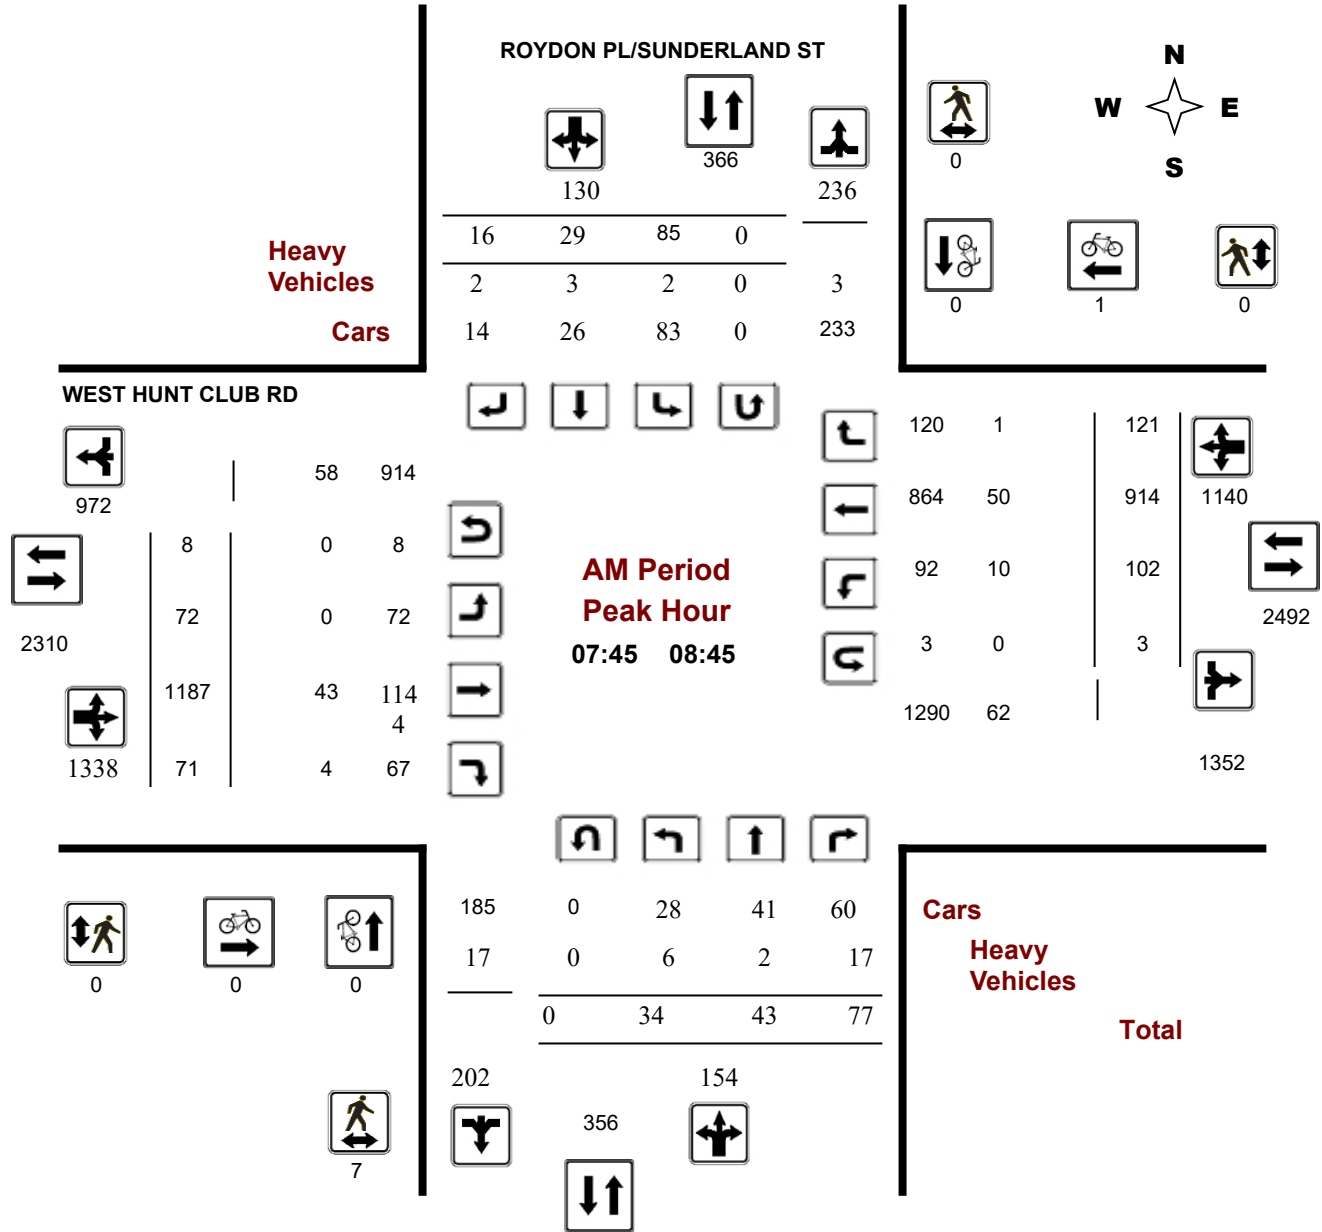 ROYDON PL/SUNDERLAND ST
N
W E
S
366
0
130 236
16 29 85 0
Heavy
Vehicles
2 3 2 0 3
0 1 0
Cars 14 26 83 0 233
WEST HUNT CLUB RD
120 1 121
58 914
972
864 50 914 1140
8 0 8
AM Period
92 10 102
Peak Hour
72 0 72
2492
2310
07:45 08:45
3 0 3
1187 43 114
4
1290 62
1338 71 4 67
1352
185 0 28 41 60
Cars
17 0 6 2 17
Heavy
Vehicles
0 0 0
0 34 43 77
Total
202 154
356
7